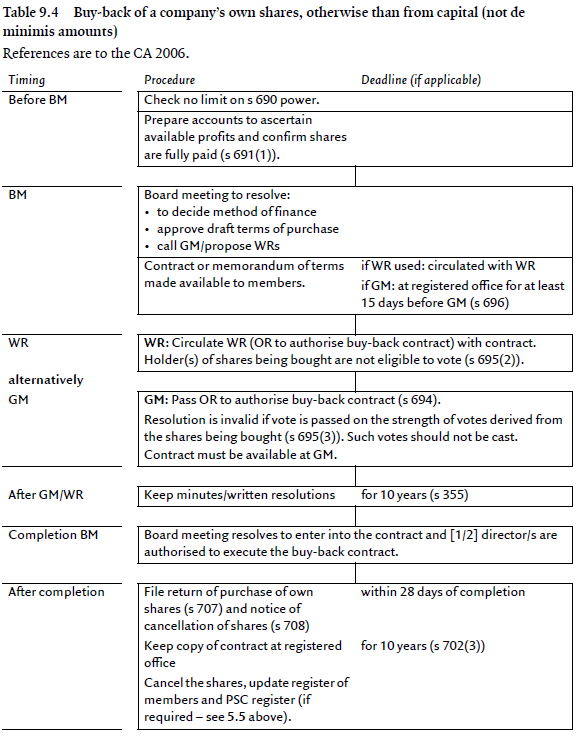 Table 9.4 Buy-back of a company's own shares, otherwise than from capital (not de
minimis amounts)
References are to the CA 2006.
Timing Procedure Deadline (if applicable)
Before BM Check no limit on s 690 power.
Prepare accounts to ascertain
available profits and confirm shares
are fully paid (s 691(1)).
BM Board meeting to resolve:
• to decide method of finance
• approve draft terms of purchase
• call GM/propose WRs
Contract or memorandum of terms if WR used: circulated with WR
made available to members. if GM: at registered office for at least
15 days before GM (s 696)
WR WR: Circulate WR (OR to authorise buy-back contract) with contract.
Holder(s) of shares being bought are not eligible to vote (s 695(2)).
alternatively
GM GM: Pass OR to authorise buy-back contract (s 694).
Resolution is invalid if vote is passed on the strength of votes derived from
the shares being bought (s 695(3)). Such votes should not be cast.
Contract must be available at GM.
After GM/WR Keep minutes/written resolutions for 10 years (s 355)
Completion BM Board meeting resolves to enter into the contract and [1/2] director/s are
authorised to execute the buy-back contract.
After completion File return of purchase of own within 28 days of completion
shares (s 707) and notice of
cancellation of shares (s 708)
Keep copy of contract at registered for 10 years (s 702(3))
office
Cancel the shares, update register of
members and PSC register (if
required – see 5.5 above).